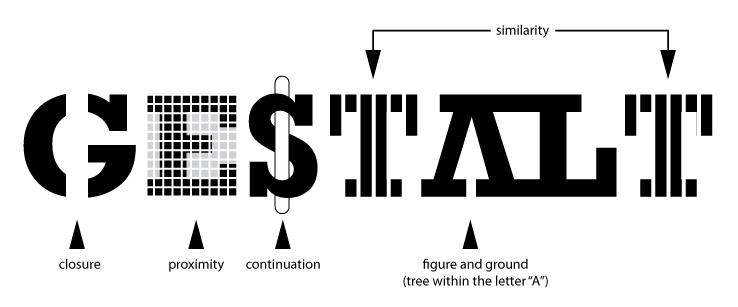 similarity
GESTALT
closure
proximity
continuation
figure and ground
(tree within the letter “A”)